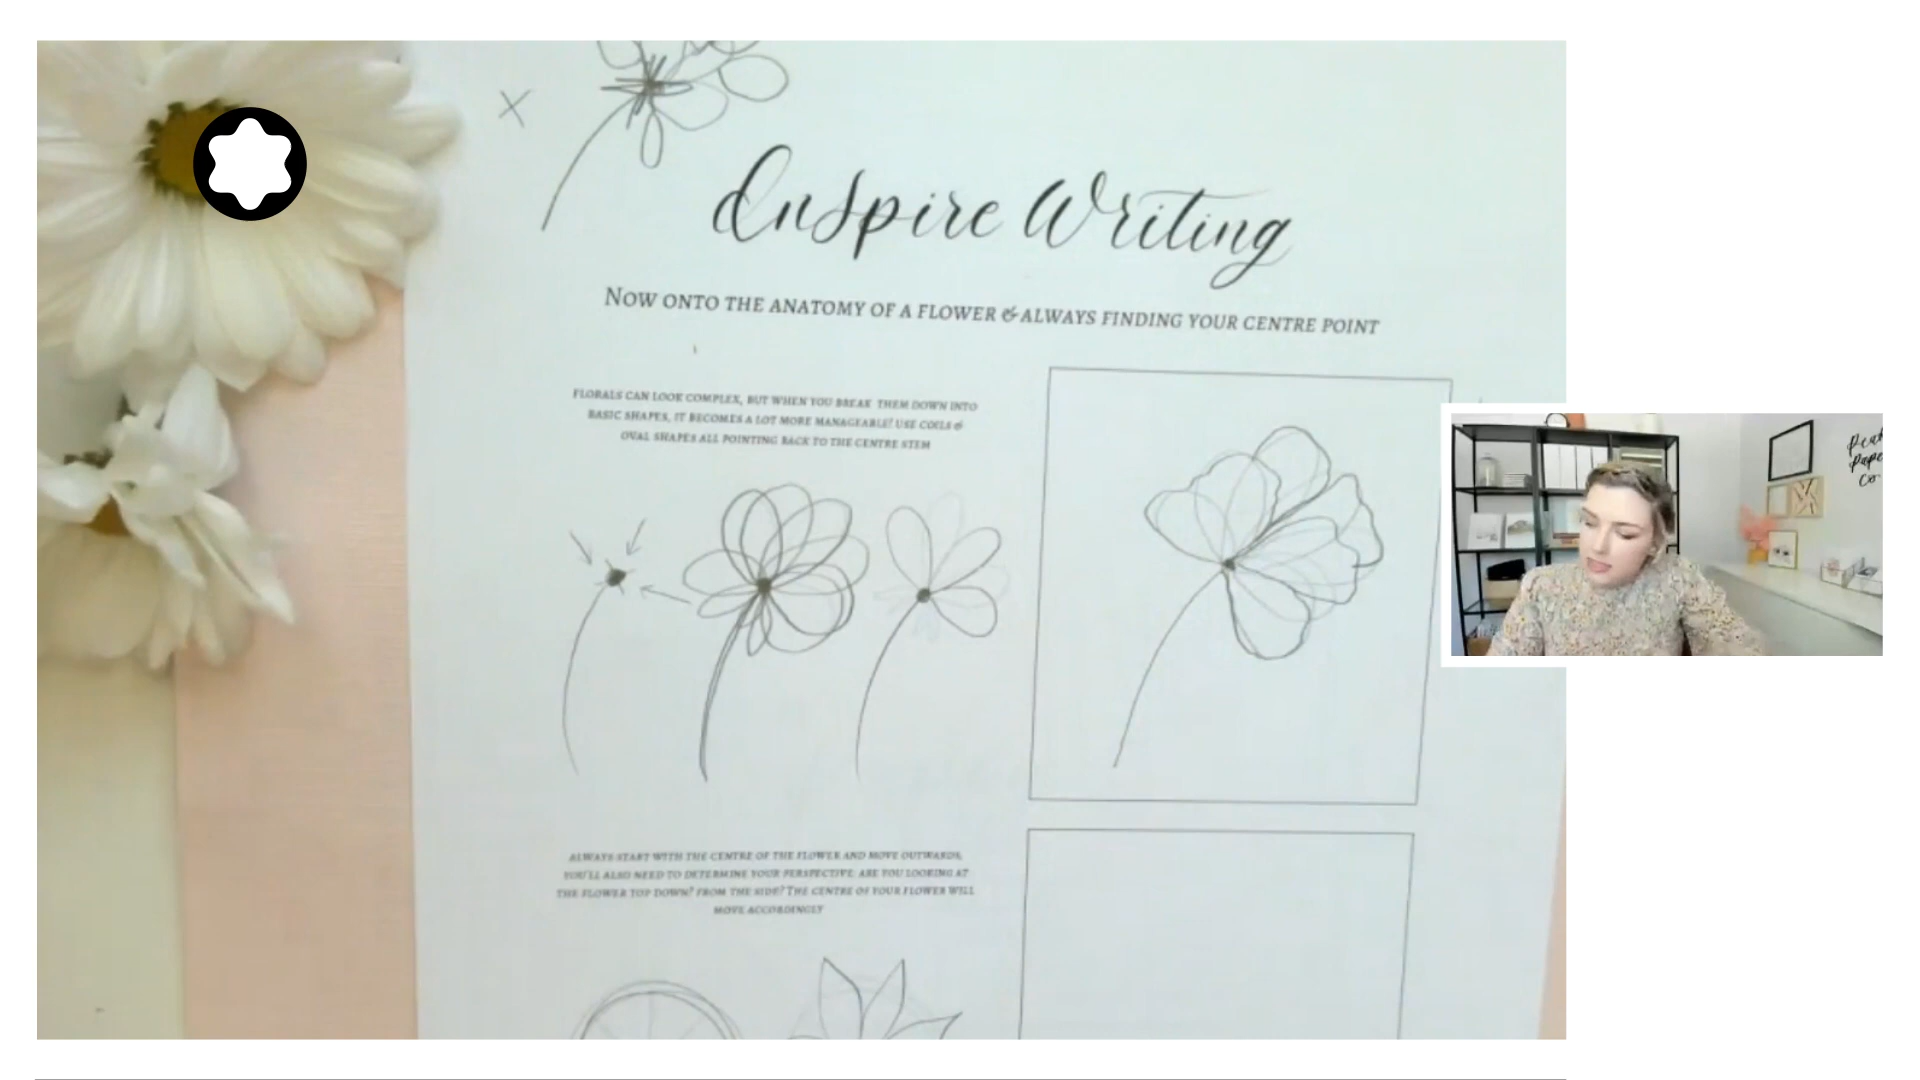 Inspire Writing
NOW ONTO THE ANATOMY OF A FLOWER & ALWAYS FINDING YOUR CENTRE POINT
FLORALS CAN LOOK COMPLEX, BUT WHEN YOU BREAK THEM DOWN INTO
BASIC SHAPES, IT BECOMES A LOT MORE MANAGEABLE! USE COILS &
OVAL SHAPES ALL POINTING BACK TO THE CENTRE STEM
ALWAYS START WITH THE CENTRE OF THE FLOWER AND MOVE OUTWARDS,
YOU'LL ALSO NEED TO DETERMINE YOUR PERSPECTIVE: ARE YOU LOOKING AT
THE FLOWER TOP DOWN? FROM THE SIDE? THE CENTRE OF YOUR FLOWER WILL
MOVE ACCORDINGLY
Co